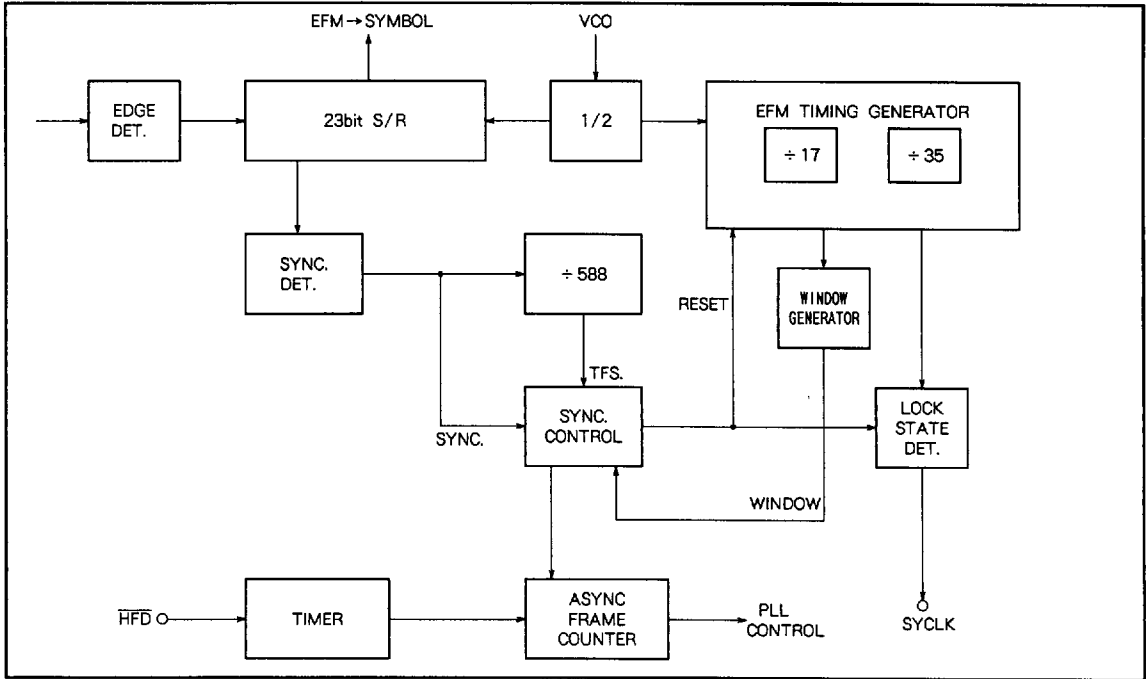 EFM→SYMBOL
VCO
EDGE
DET.
23bit S/R
1/2
EFM TIMING GENERATOR
÷17
÷35
SYNC.
DET.
÷588
RESET
WINDOW
GENERATOR
TFS.
SYNC.
SYNC.
CONTROL
LOCK
STATE
DET.
WINDOW
HFD
TIMER
ASYNC
FRAME
COUNTER
PLL
CONTROL
SYCLK